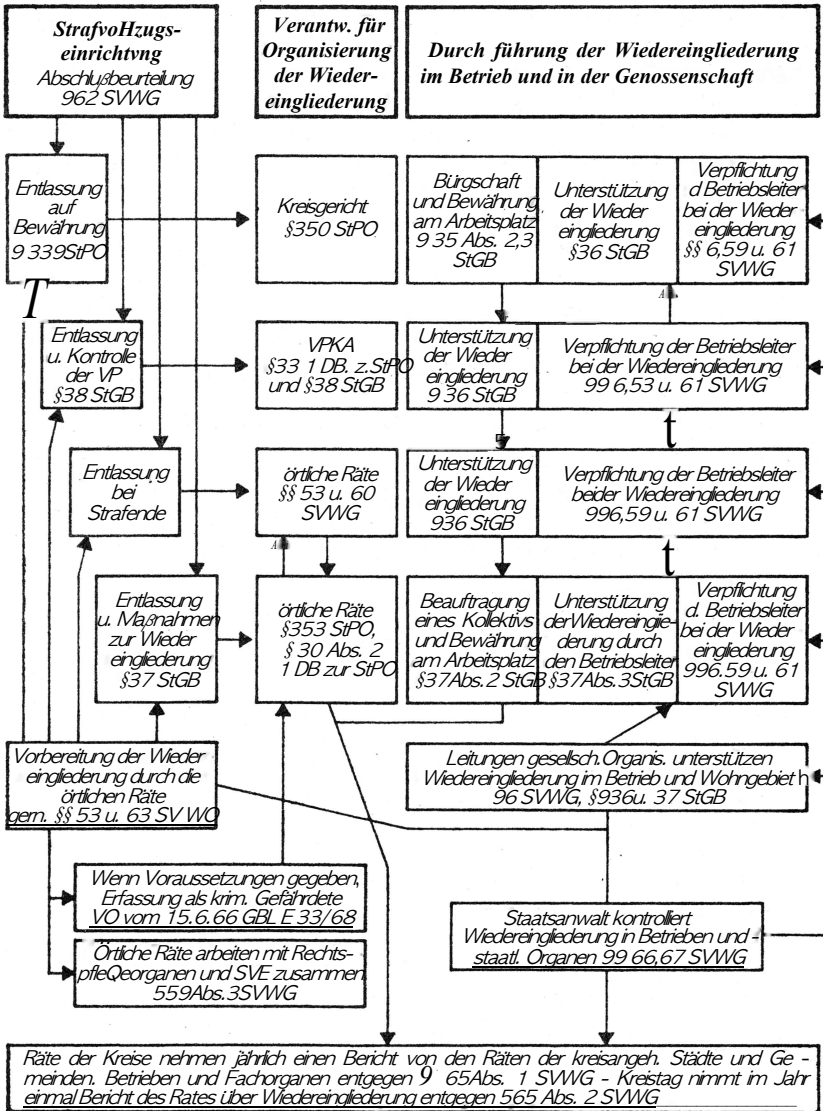 StrafvoHzugs-
einrichtvng
Abschlußbeurteilung
962 SVWG
Verantw. für
Organisierung
der Wieder-
eingliederung
Durch führung der Wiedereingliederung
im Betrieb und in der Genossenschaft
Entlassung
auf
Bewährung
9 339StPO
Kreisgericht
§350 StPO
Bürgschaft
und Bewährung
am Arbeitsplatz
9 35 Abs. 2,3
StGB
Unterstützung
der Wieder
eingliederung
§36 StGB
Verpflichtung
d Betriebsleiter
bei der Wieder
eingliederung
§§ 6,59 u. 61
SVWG
T
Entlassung
u. Kontrolle
der VP
§38 StGB
VPKA
§33 1 DB. z.StPO
und §38 StGB
Unterstützung
der Wieder
eingliederung
9 36 StGB
Verpflichtung der Betriebsleiter
bei der Wiedereingliederung
99 6,53 u. 61 SVWG
t
Entlassung
bei
Strafende
örtliche Räte
§§ 53 u. 60
SVWG
Unterstützung
der Wieder
eingliederung
936 StGB
Verpflichtung der Betriebsleiter
beider Wiedereingliederung
996,59 u. 61 SVWG
t
Entlassung
u. Maßnahmen
zur Wieder
eingliederung
§37 StGB
örtliche Räte
§353 StPO,
§ 30 Abs. 2
1 DB zur StPO
Beauftragung
eines Kollektivs
und Bewährung
am Arbeitsplatz
§37Abs. 2 StGB
Unterstützung
derWiedereinglie-
derung durch
den Betriebsleiter
§37Abs.3StGB
Verpflichtung
d. Betriebsleiter
bei der Wieder
eingliederung
996.59 u. 61
SVWG
Vorbereitung der Wieder
eingliederung durch die
örtlichen Räte
gern. §§ 53 u. 63 SV WO
Leitungen gesellsch.Organis. unterstützen
Wiedereingliederung im Betrieb und Wohngebiet h
96 SVWG, §936u. 37 StGB
Wenn Voraussetzungen gegeben,
Erfassung als krim. Gefährdete
VO vom 15.6.66 GBL E 33/68
Staatsanwalt kontrolliert
Wiedereingliederung in Betrieben und -
staatl. Organen 99 66,67 SVWG
Örtliche Räte arbeiten mit Rechts-
pfleQeorganen und SVE zusammen
559Abs.3SVWG
Räte der Kreise nehmen jährlich einen Bericht von den Räten der kreisangeh. Städte und Ge -
meinden. Betrieben und Fachorganen entgegen 9 65Abs. 1 SVWG - Kreistag nimmt im Jahr
einmal Bericht des Rates über Wiedereingliederung entgegen 565 Abs. 2 SVWG